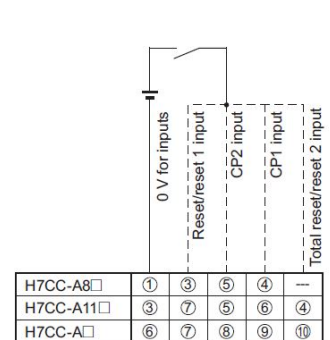 0 V for inputs
Reset/reset 1 input
CP2 input
CP1 input
Total reset/reset 2 input
H7CC-A8□ ① ③ ⑤ ④ ---
H7CC-A11□ ③ ⑦ ⑤ ⑥ ④
H7CC-A□ ⑥ ⑦ ⑧ ⑨ ⑩